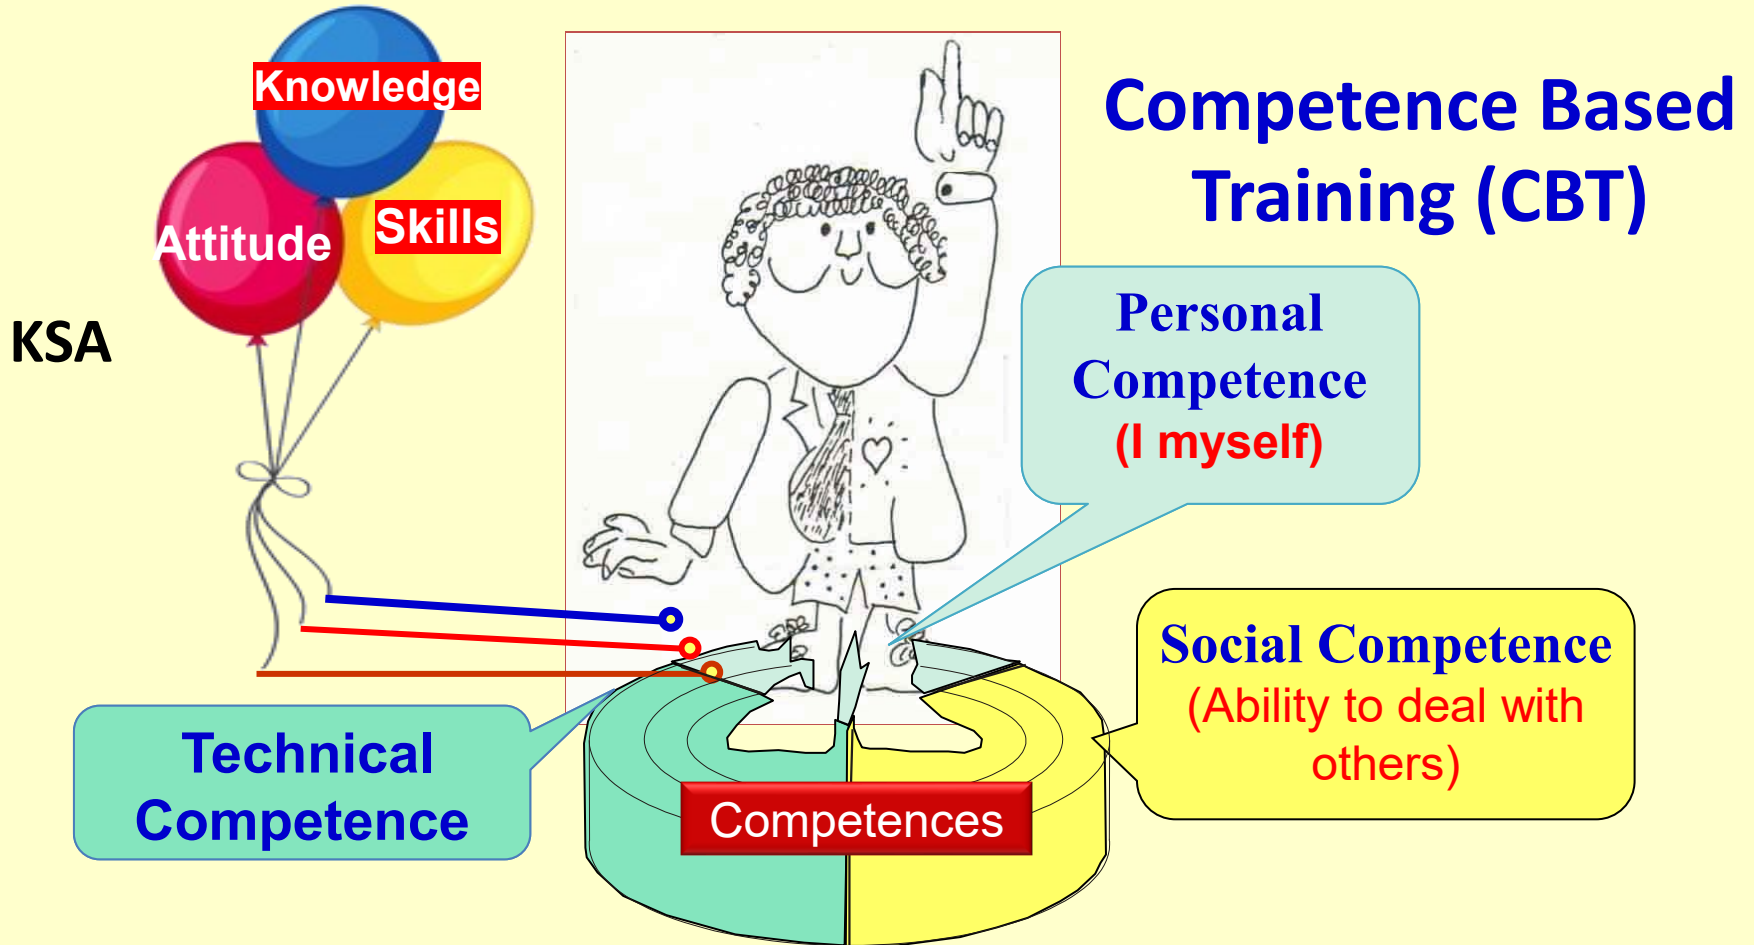 Knowledge
Attitude
Skills
KSA
Competence Based
Training (CBT)
Personal
Competence
(I myself)
Social Competence
(Ability to deal with
others)
Technical
Competence
Competences